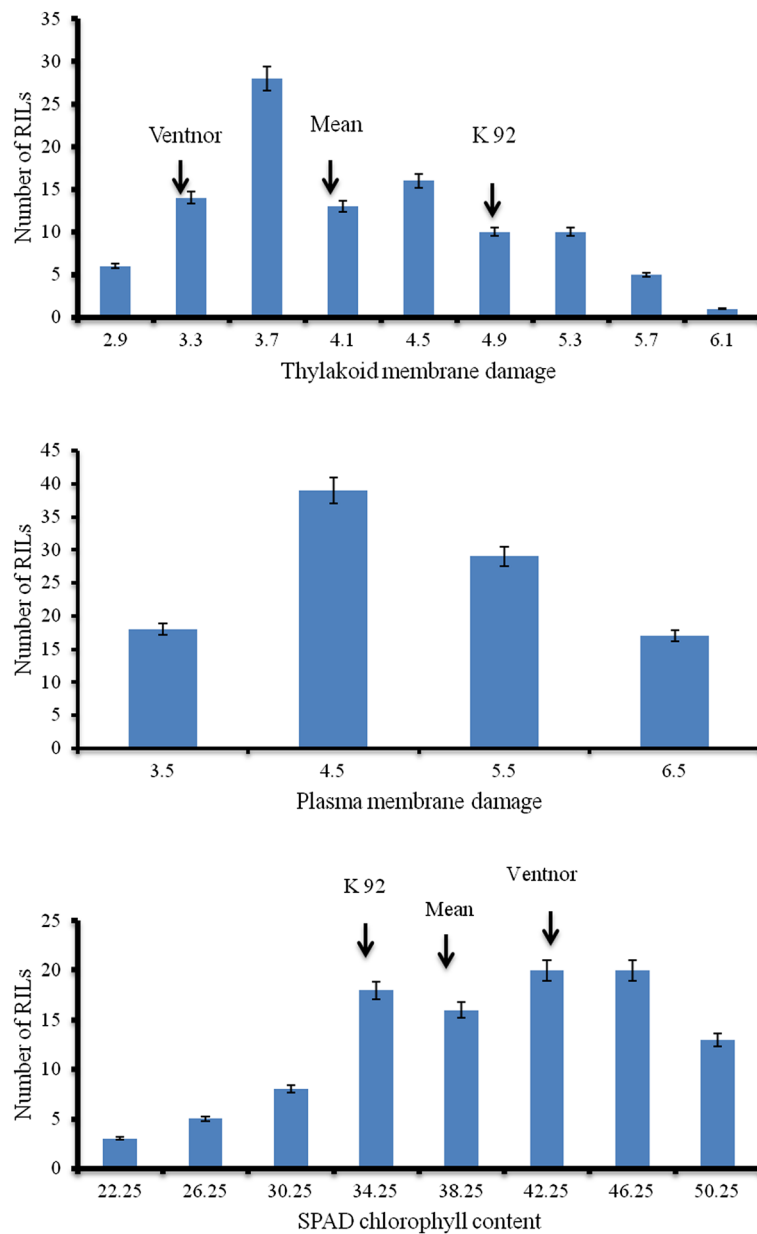 35
30
25
20
15
10
5
0
Number of RILs
Ventnor
Mean
K 92
2.9 3.3 3.7 4.1 4.5 4.9 5.3 5.7 6.1
Thylakoid membrane damage
45
40
35
30
25
20
15
10
5
0
Number of RILs
3.5 4.5 5.5 6.5
Plasma membrane damage
K 92
Mean
Ventnor
25
20
15
10
5
0
Number of RILs
22.25 26.25 30.25 34.25 38.25 42.25 46.25 50.25
SPAD chlorophyll content